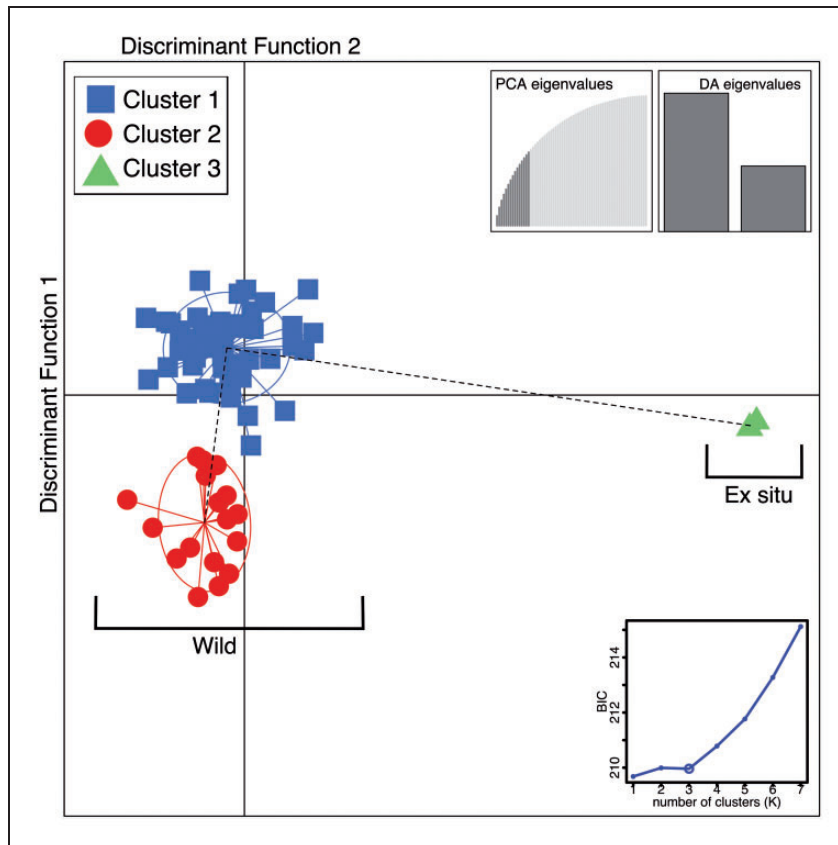 Discriminant Function 2
Discriminant Function 1
Cluster 1
Cluster 2
Cluster 3
PCA eigenvalues
DA eigenvalues
Ex situ
Wild
BIC
214
212
210
1 2 3 4 5 6 7
number of clusters (K)